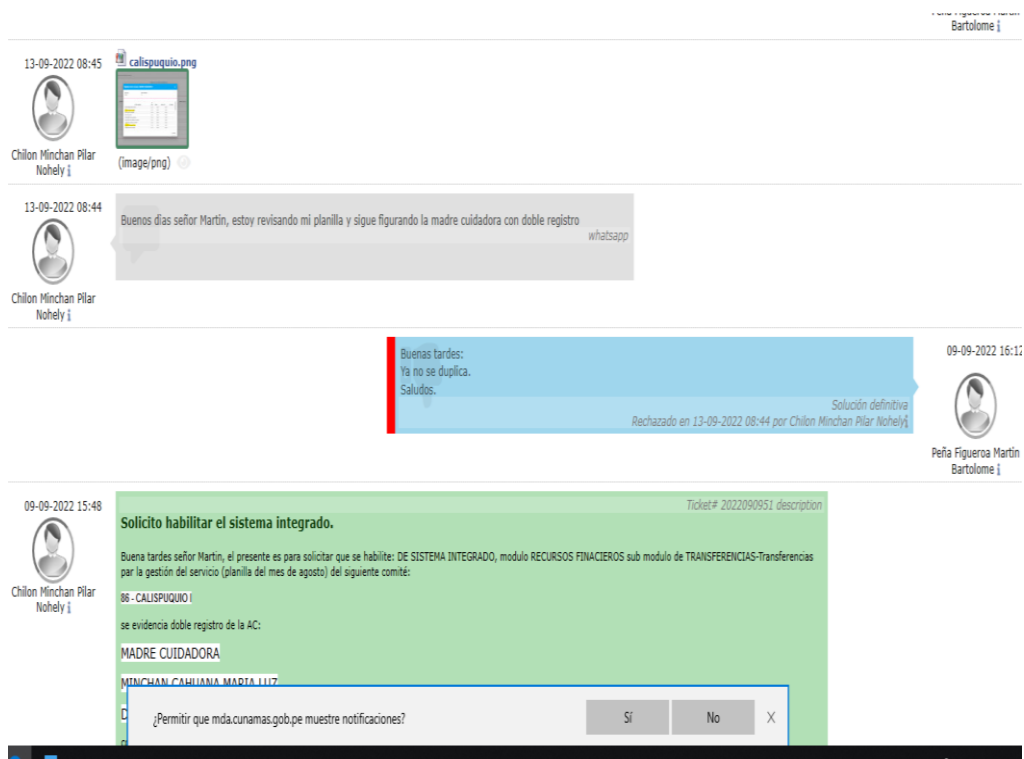 Bartolome
13-09-2022 08:45
calispuquio.png
Chilon Minchan Pilar
Nohely
(image/png)
13-09-2022 08:44
Buenos dias señor Martin, estoy revisando mi planilla y sigue figurando la madre cuidadora con doble registro
whatsapp
Chilon Minchan Pilar
Nohely
Buenas tardes:
Ya no se duplica.
Saludos.
Solución definitiva
Rechazado en 13-09-2022 08:44 por Chilon Minchan Pilar Nohely
09-09-2022 16:12
Peña Figueroa Martin
Bartolome
09-09-2022 15:48
Chilon Minchan Pilar
Nohely
Ticket# 2022090951 description
Solicito habilitar el sistema integrado.
Buena tardes señor Martin, el presente es para solicitar que se habilite: DE SISTEMA INTEGRADO, modulo RECURSOS FINACIEROS sub modulo de TRANSFERENCIAS-Transferencias
par la gestión del servicio (planilla del mes de agosto) del siguiente comité:
86 - CALISPUQUIO I
se evidencia doble registro de la AC:
MADRE CUIDADORA
MINCHAN CAHUANA MARIA LUZ
D
¿Permitir que mda.cunamas.gob.pe muestre notificaciones?
Sí
No
X